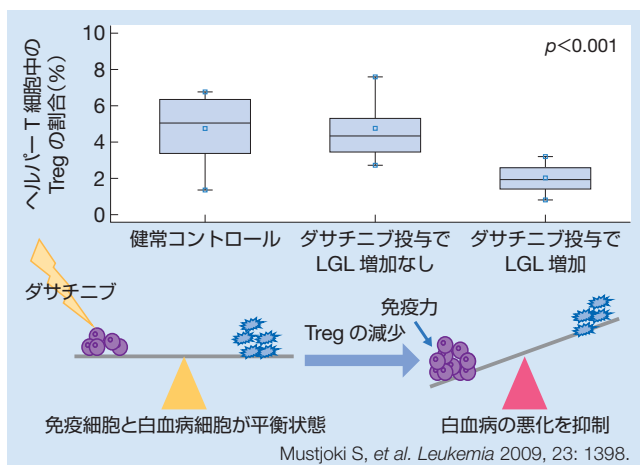 ヘルパーT細胞中の
Tregの割合(%)
10
8
6
4
2
0
p<0.001
健常コントロール
ダサチニブ投与で
LGL 増加なし
ダサチニブ投与で
LGL 増加
ダサチニブ
免疫力
Treg の減少
免疫細胞と白血病細胞が平衡状態
白血病の悪化を抑制
Mustjoki S, et al. Leukemia 2009, 23: 1398.